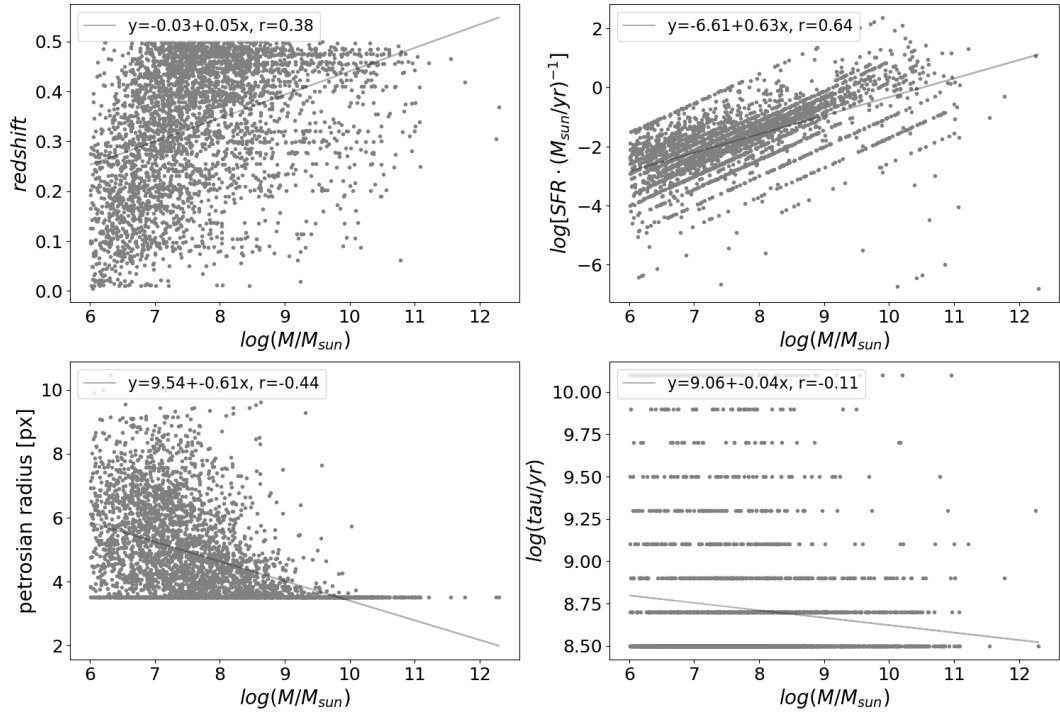 y=-0.03+0.05x, r=0.38
redshift
0.5
0.4
0.3
0.2
0.1
0.0
6 7 8 9 10 11 12
log(M/M_sun)
y=-6.61+0.63x, r=0.64
log[SFR · (M_sun/yr)^−1]
2
0
−2
−4
−6
6 7 8 9 10 11 12
log(M/M_sun)
y=9.54+-0.61x, r=-0.44
petrosian radius [px]
10
8
6
4
2
6 7 8 9 10 11 12
log(M/M_sun)
y=9.06+-0.04x, r=-0.11
log(tau/yr)
10.00
9.75
9.50
9.25
9.00
8.75
8.50
6 7 8 9 10 11 12
log(M/M_sun)